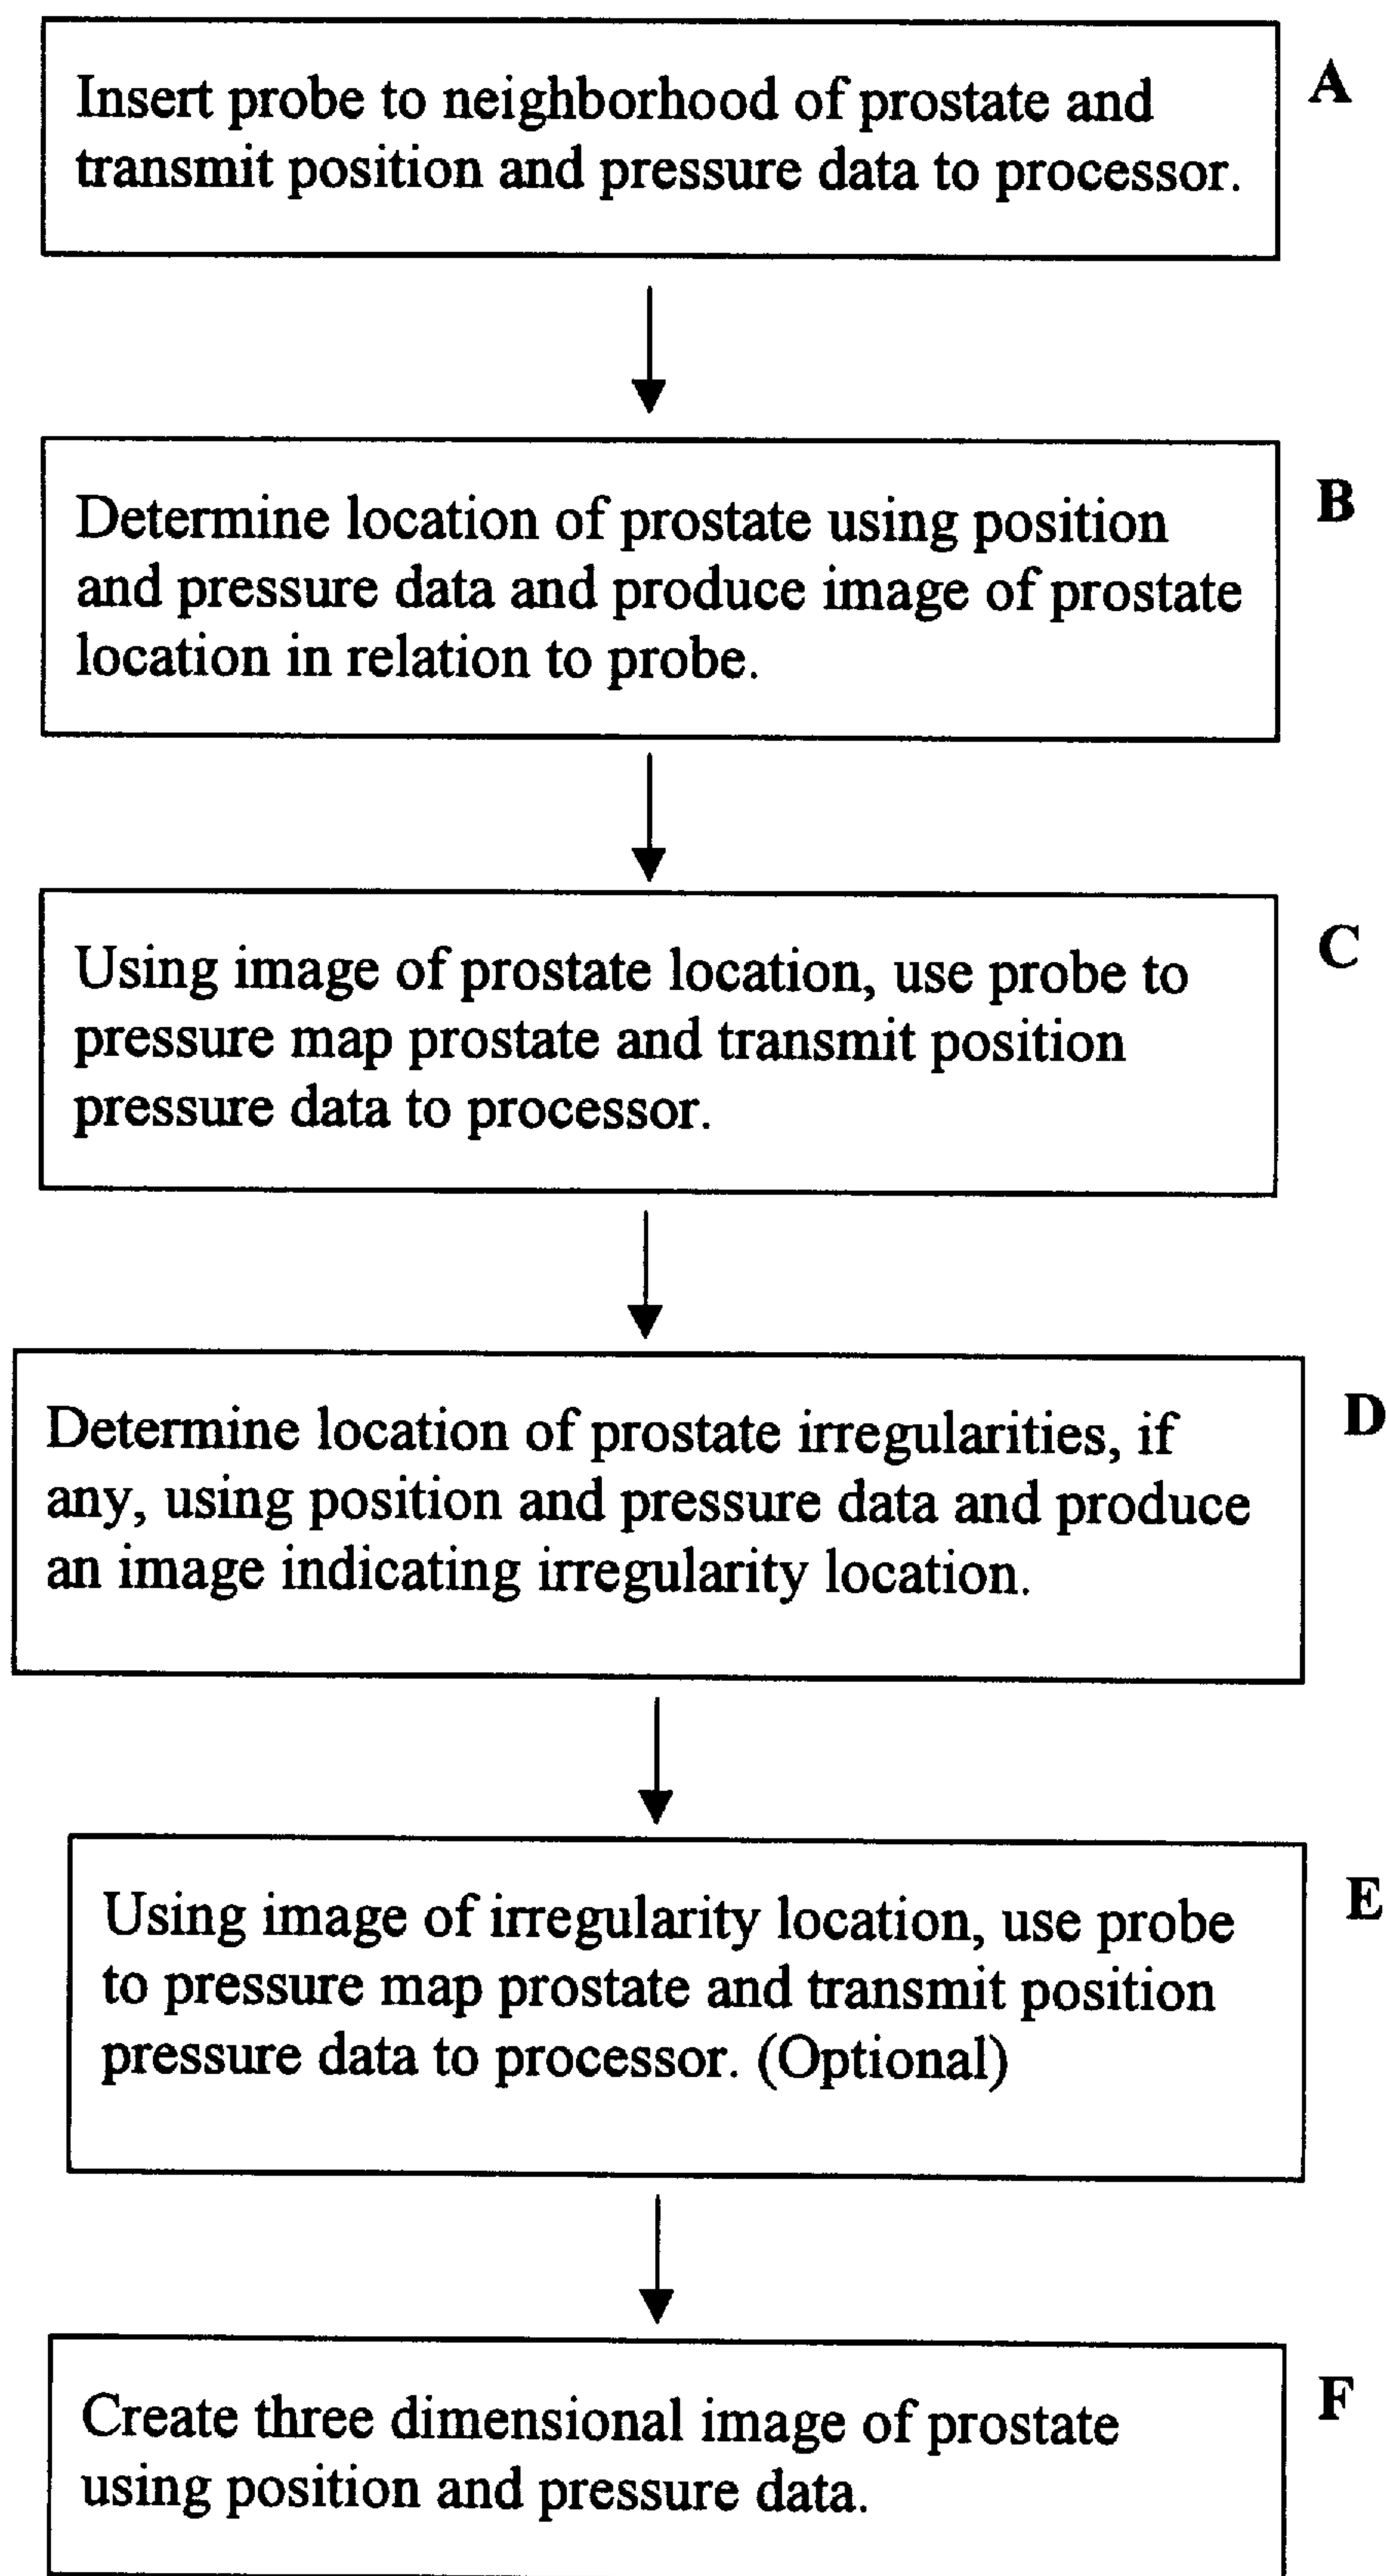 A
Insert probe to neighborhood of prostate and
transmit position and pressure data to processor.
B
Determine location of prostate using position
and pressure data and produce image of prostate
location in relation to probe.
C
Using image of prostate location, use probe to
pressure map prostate and transmit position
pressure data to processor.
D
Determine location of prostate irregularities, if
any, using position and pressure data and produce
an image indicating irregularity location.
E
Using image of irregularity location, use probe
to pressure map prostate and transmit position
pressure data to processor. (Optional)
F
Create three dimensional image of prostate
using position and pressure data.